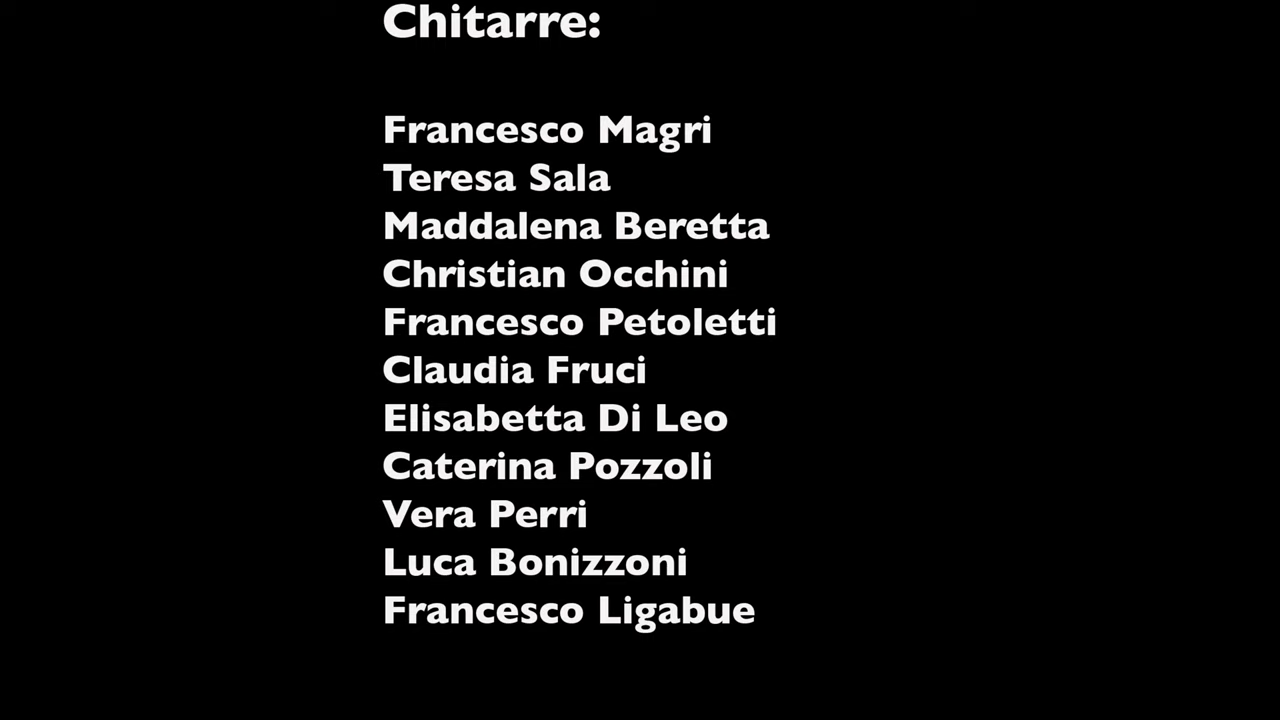 Chitarre:
Francesco Magri
Teresa Sala
Maddalena Beretta
Christian Occhini
Francesco Petoletti
Claudia Fruci
Elisabetta Di Leo
Caterina Pozzoli
Vera Perri
Luca Bonizzoni
Francesco Ligabue